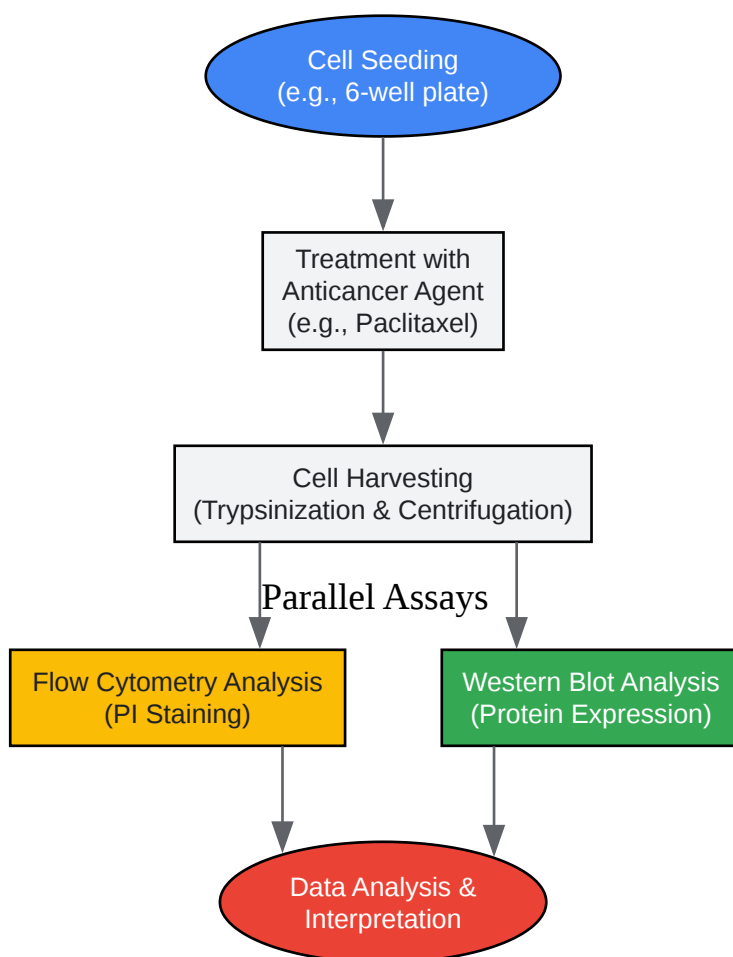 Cell Seeding
(e.g., 6-well plate)
Treatment with
Anticancer Agent
(e.g., Paclitaxel)
Cell Harvesting
(Trypsinization & Centrifugation)
Parallel Assays
Flow Cytometry Analysis
(PI Staining)
Western Blot Analysis
(Protein Expression)
Data Analysis &
Interpretation